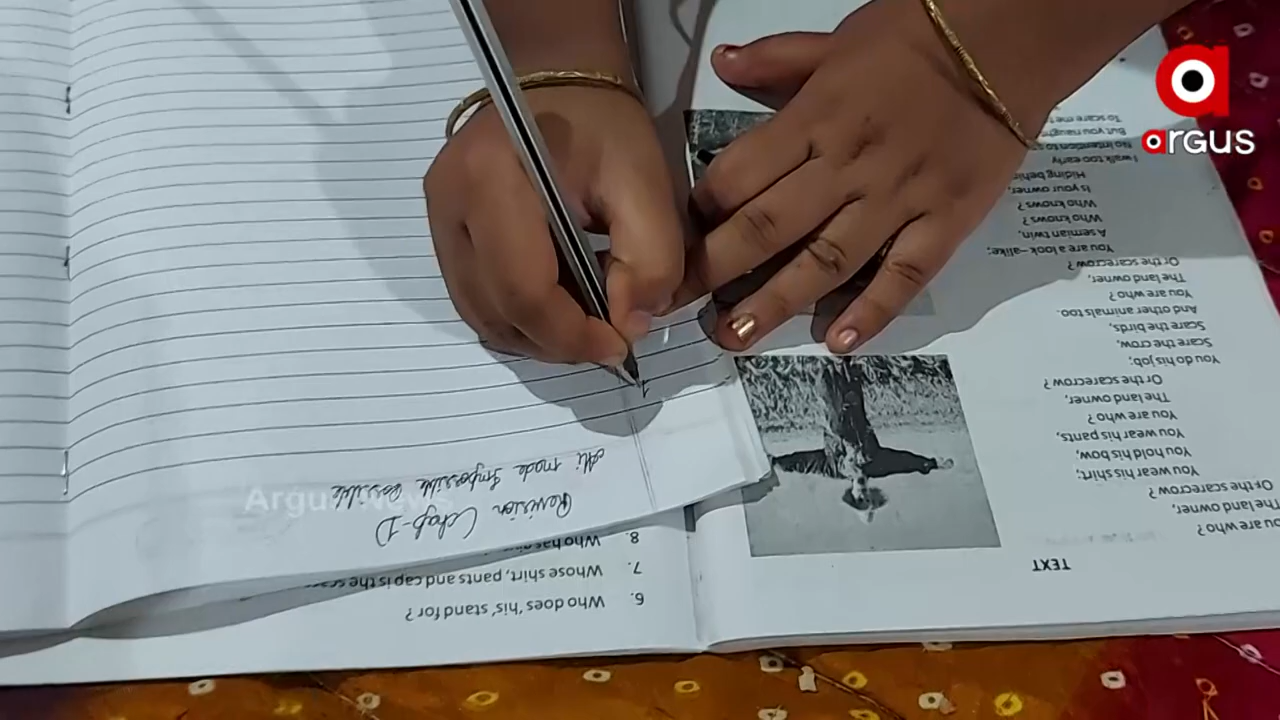 argus
TEXT
You are who?
The land owner,
Or the scarecrow?
You wear his shirt;
You hold his bow,
You wear his pants,
You are who?
The land owner,
Or the scarecrow?
You do his job;
Scare the crow,
Scare the birds,
And other animals too.
You are who?
The land owner,
Or the scarecrow?
You are a look–alike;
A semian twin,
Who knows?
Who knows?
Is your owner,
Hiding
I walk too early
No intention to
But you
To scare me
6. Who does 'his' stand for?
7. Whose shirt, pants and cap is the
8. Who has
Revision (Chap-1)
Ali made Impossible Possible
1
Argus News